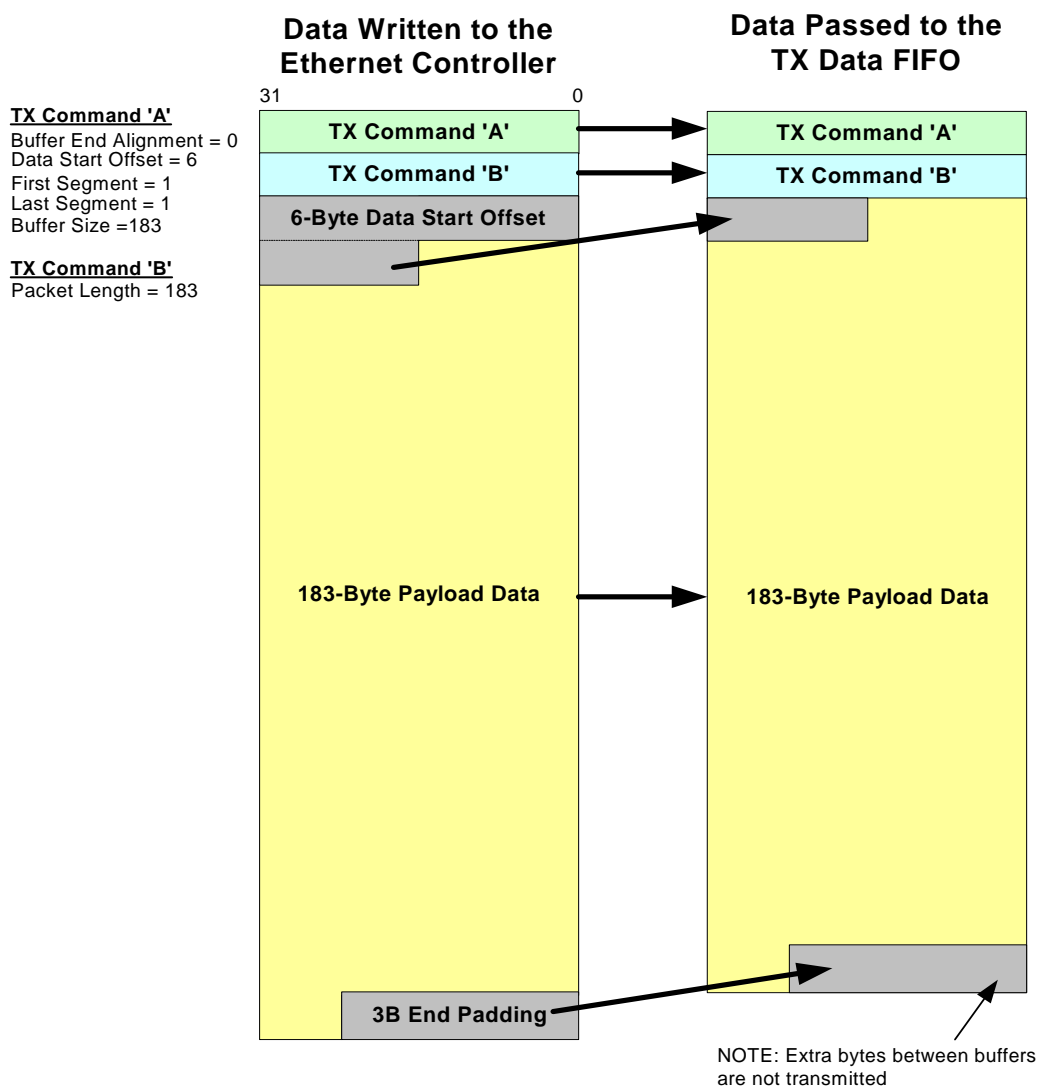 Data Written to the
Ethernet Controller
Data Passed to the
TX Data FIFO
31
0
TX Command 'A'
Buffer End Alignment = 0
Data Start Offset = 6
First Segment = 1
Last Segment = 1
Buffer Size =183
TX Command 'B'
Packet Length = 183
TX Command 'A'
TX Command 'B'
6-Byte Data Start Offset
183-Byte Payload Data
3B End Padding
TX Command 'A'
TX Command 'B'
183-Byte Payload Data
NOTE: Extra bytes between buffers
are not transmitted